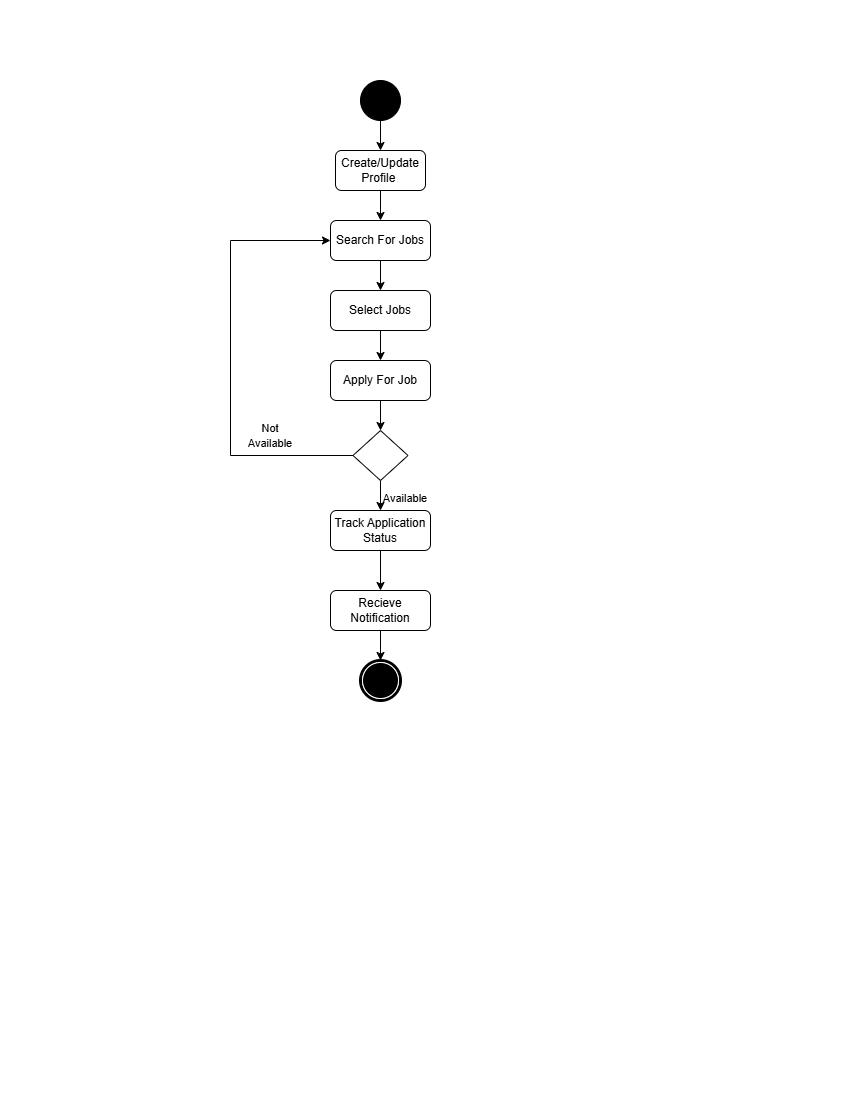 Create/Update
Profile
Search For Jobs
Select Jobs
Apply For Job
Not
Available
Available
Track Application
Status
Recieve
Notification